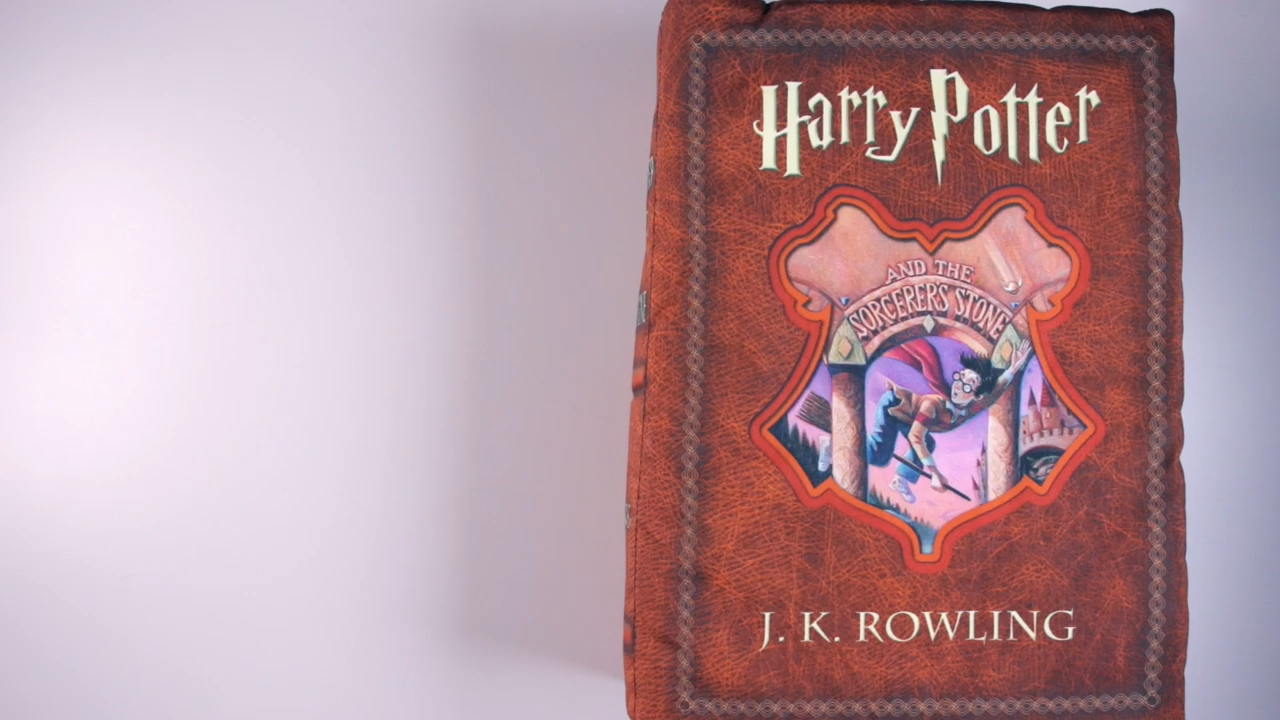 Harry Potter
AND THE
SORCERER'S STONE
J. K. ROWLING